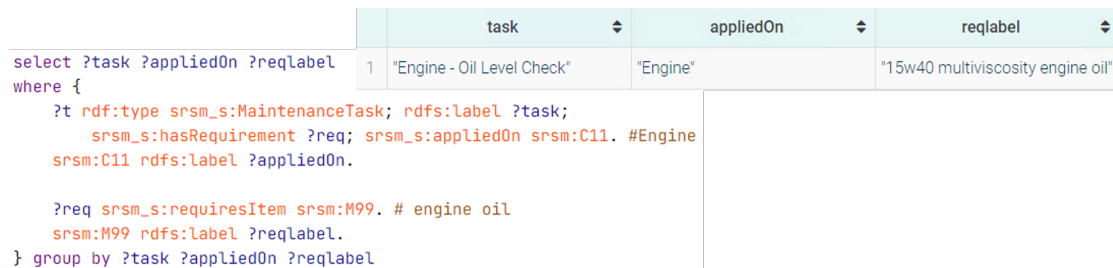 task appliedOn reqlabel
1 "Engine - Oil Level Check" "Engine" "15w40 multiviscosity engine oil"
select ?task ?appliedOn ?reqlabel
where {
?t rdf:type srsm_s:MaintenanceTask; rdfs:label ?task;
srsm_s:hasRequirement ?req; srsm_s:appliedOn srsm:C11. #Engine
srsm:C11 rdfs:label ?appliedOn.
?req srsm_s:requiresItem srsm:M99. # engine oil
srsm:M99 rdfs:label ?reqlabel.
} group by ?task ?appliedOn ?reqlabel